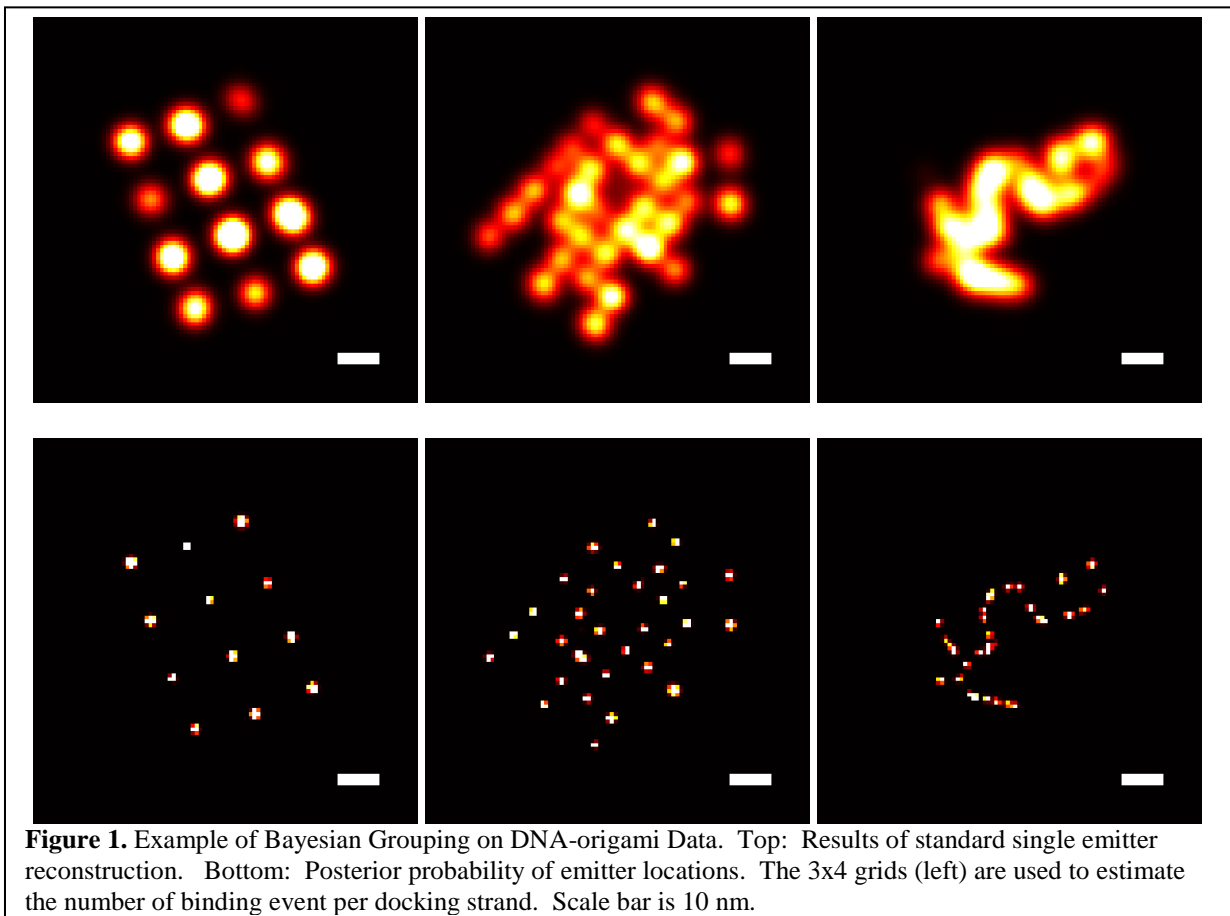 Figure 1. Example of Bayesian Grouping on DNA-origami Data. Top: Results of standard single emitter
reconstruction. Bottom: Posterior probability of emitter locations. The 3x4 grids (left) are used to estimate
the number of binding event per docking strand. Scale bar is 10 nm.